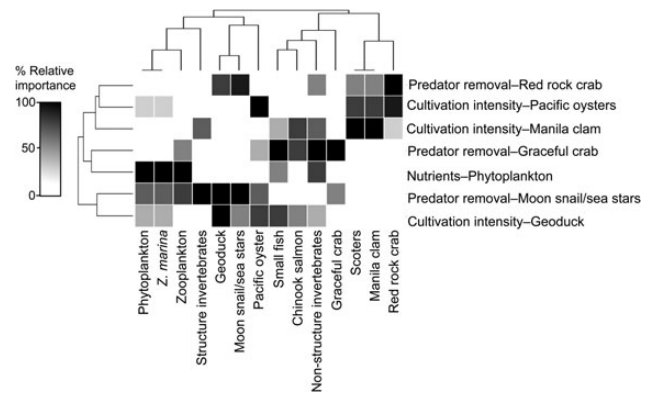 % Relative
importance
100
50
0
Predator removal–Red rock crab
Cultivation intensity–Pacific oysters
Cultivation intensity–Manila clam
Predator removal–Graceful crab
Nutrients–Phytoplankton
Predator removal–Moon snail/sea stars
Cultivation intensity–Geoduck
Phytoplankton
Z. marina
Zooplankton
Structure invertebrates
Geoduck
Moon snail/sea stars
Pacific oyster
Small fish
Chinook salmon
Non-structure invertebrates
Graceful crab
Scoters
Manila clam
Red rock crab